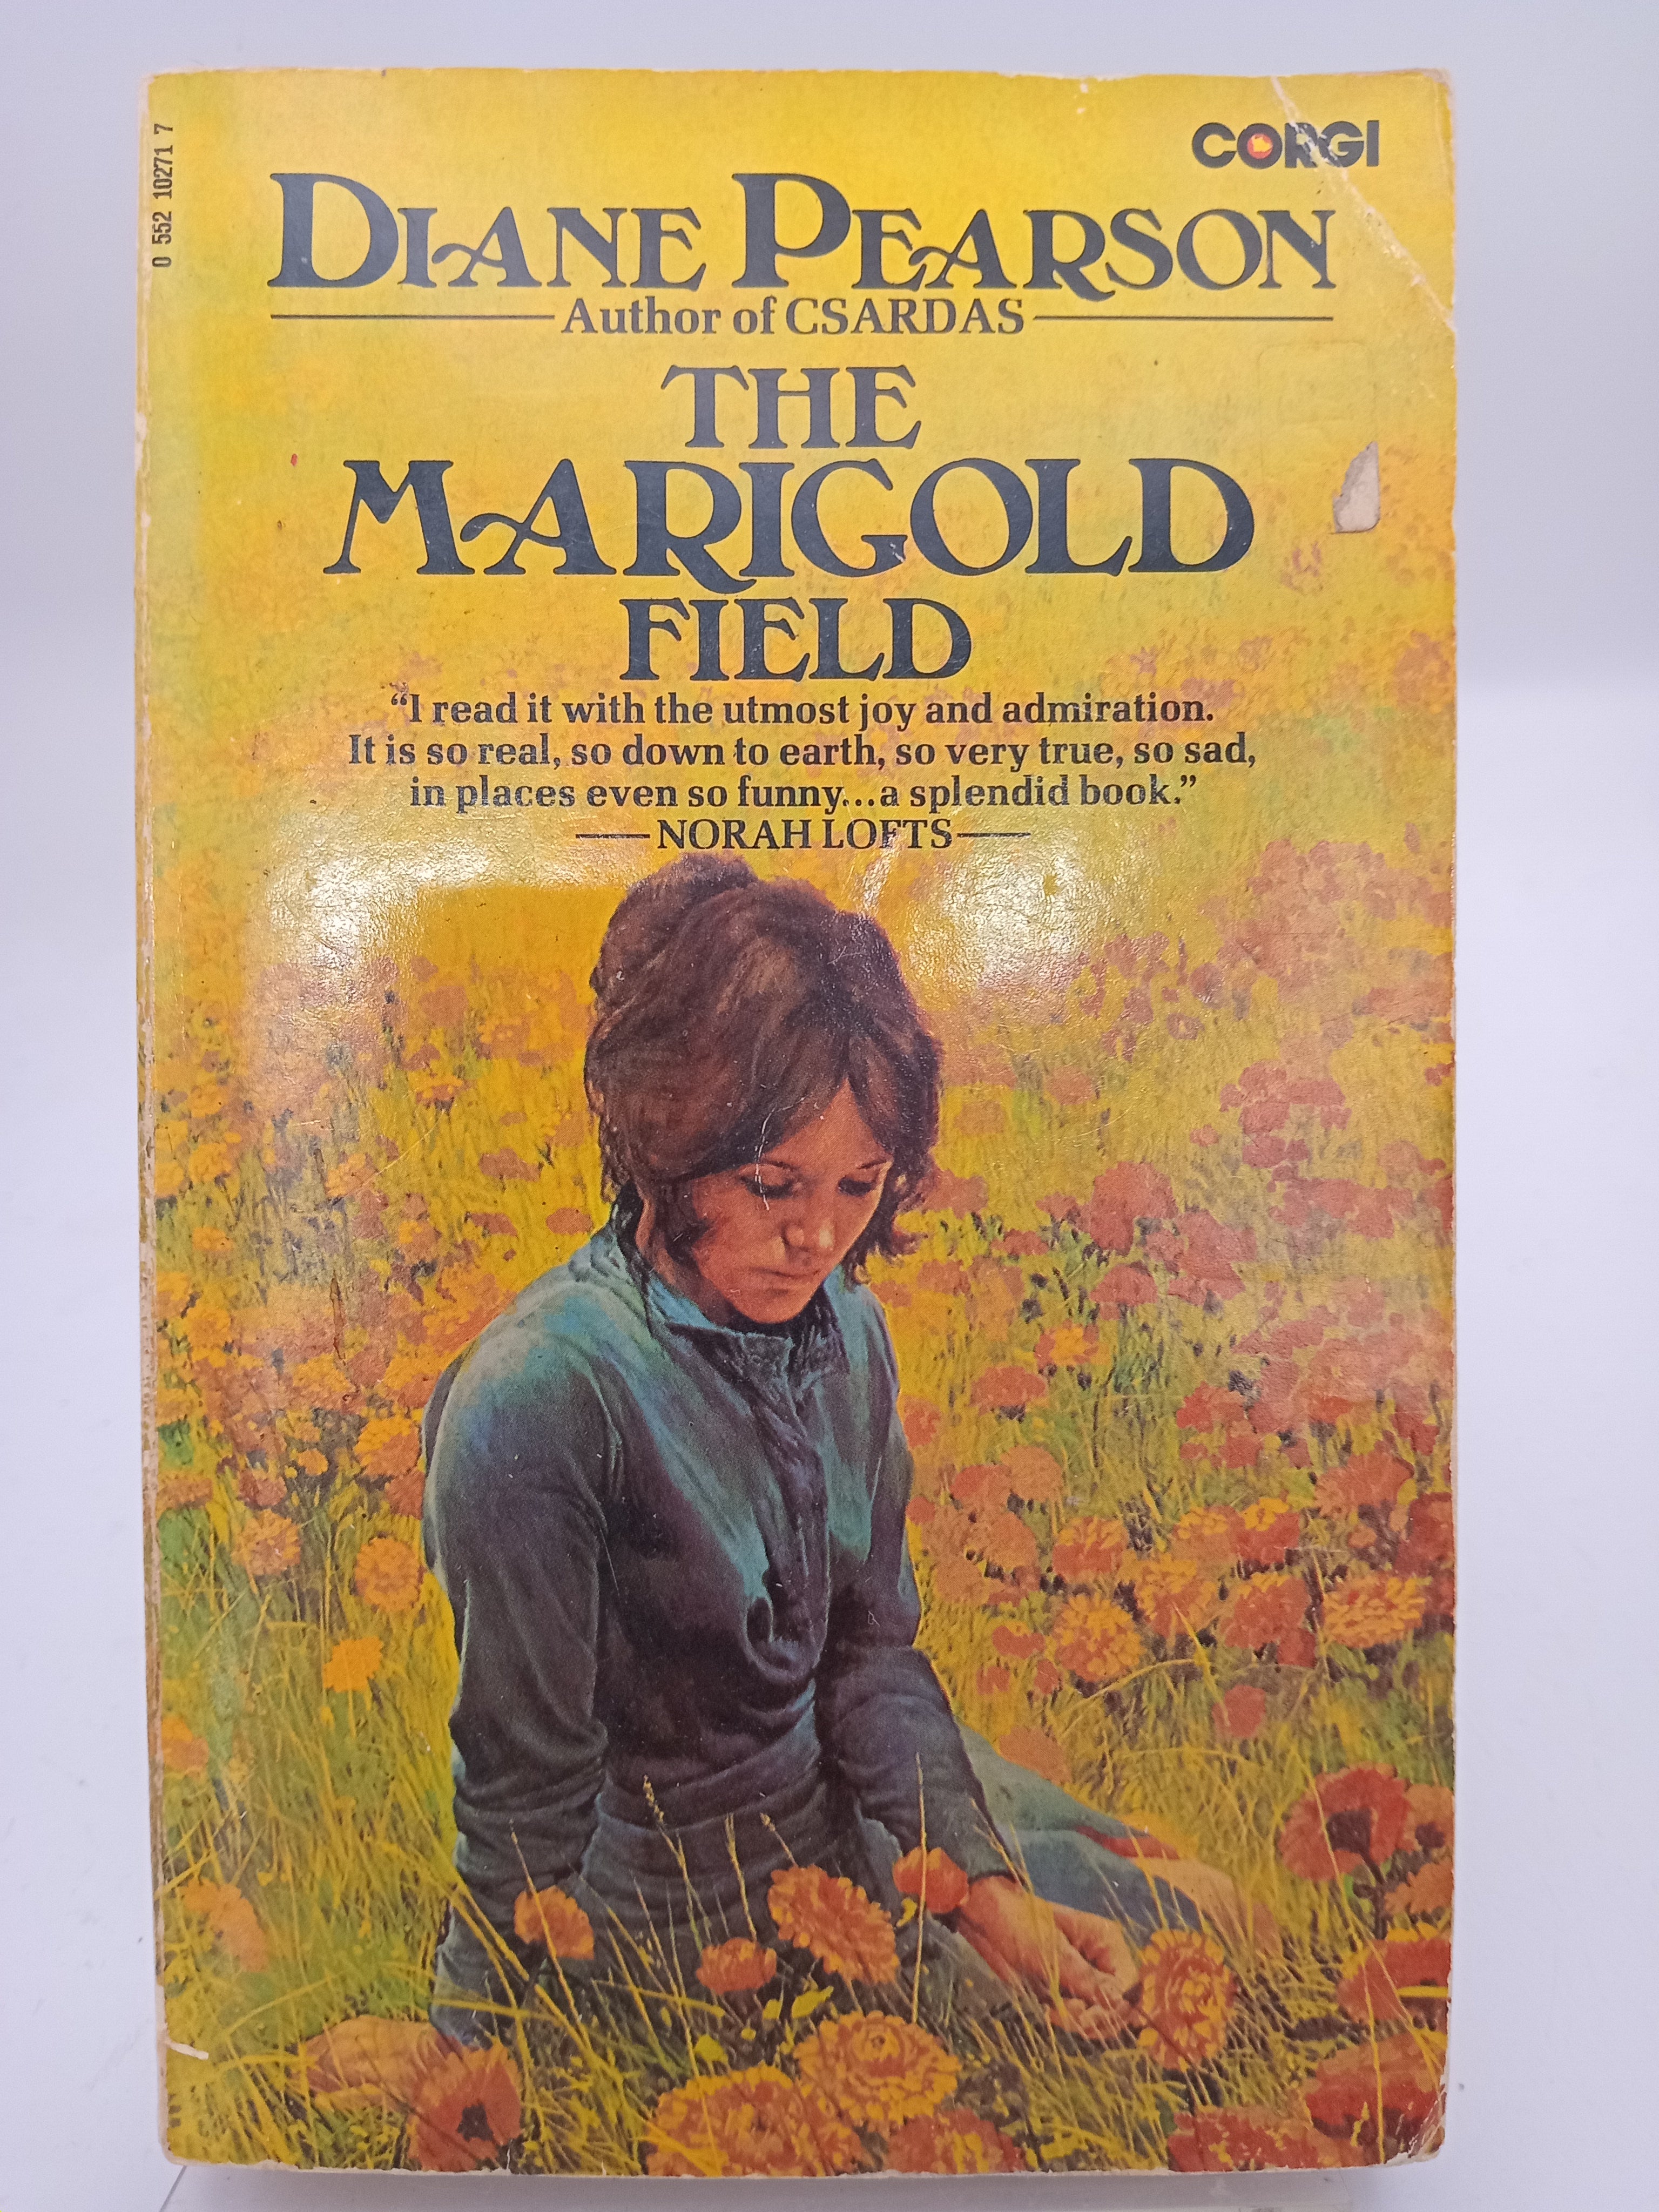 0 552 10271 7
CORGI
DIANE PEARSON
Author of CSARDAS
THE
MARIGOLD
FIELD
“I read it with the utmost joy and admiration.
It is so real, so down to earth, so very true, so sad,
in places even so funny...a splendid book.”
NORAH LOFTS